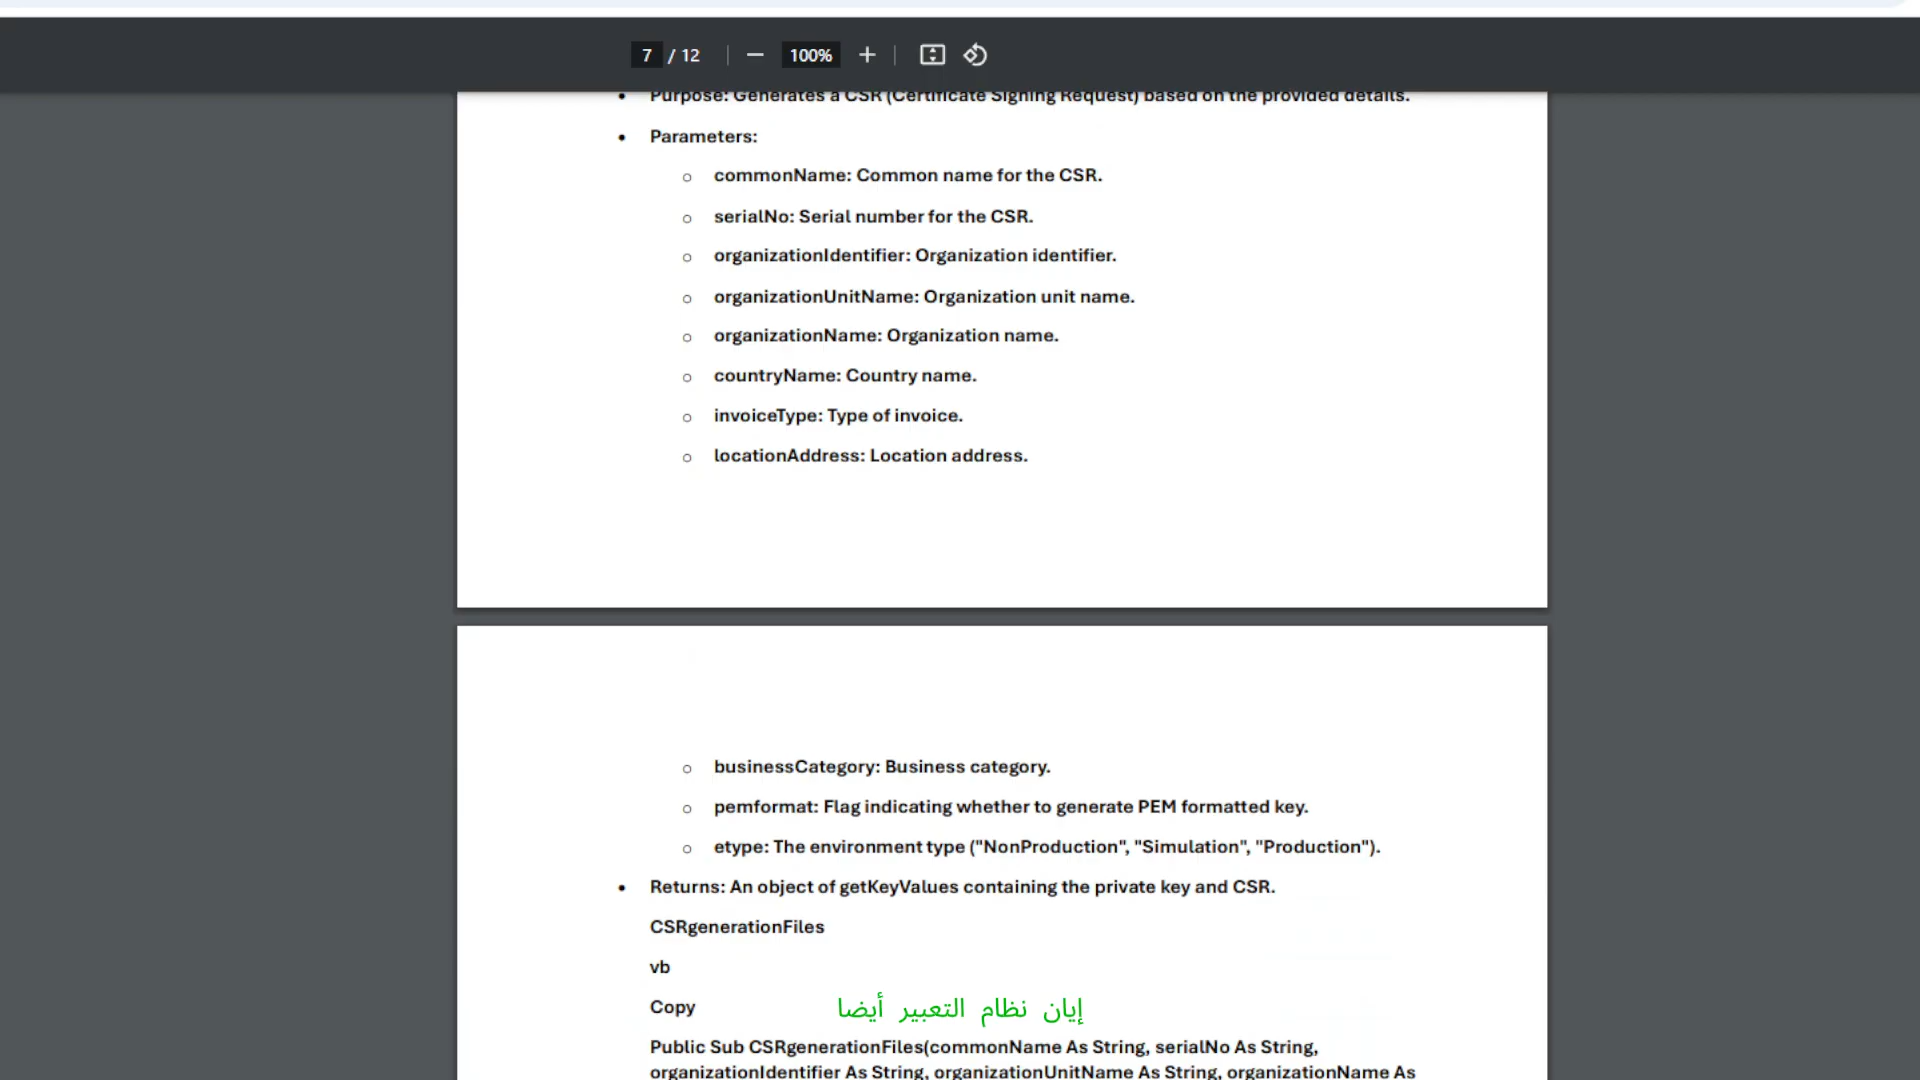 7 / 12
100%
Purpose: Generates a CSR (Certificate Signing Request) based on the provided details.
Parameters:
commonName: Common name for the CSR.
serialNo: Serial number for the CSR.
organizationIdentifier: Organization identifier.
organizationUnitName: Organization unit name.
organizationName: Organization name.
countryName: Country name.
invoiceType: Type of invoice.
locationAddress: Location address.
businessCategory: Business category.
pemformat: Flag indicating whether to generate PEM formatted key.
etype: The environment type ("NonProduction", "Simulation", "Production").
Returns: An object of getKeyValues containing the private key and CSR.
CSRgenerationFiles
vb
Copy
إيان نظام التعبير أيضا
Public Sub CSRgenerationFiles(commonName As String, serialNo As String,
organizationIdentifier As String, organizationUnitName As String, organizationName As